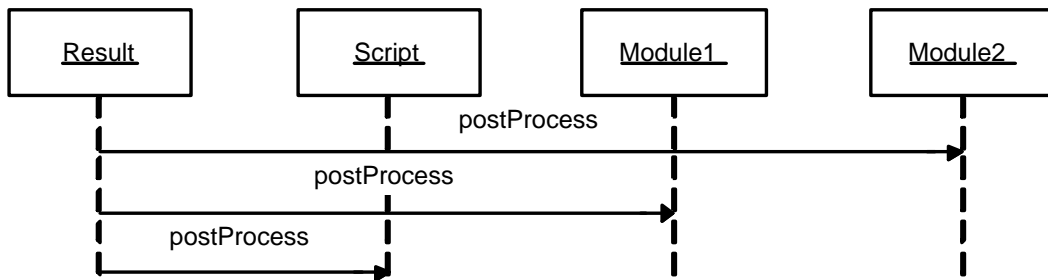 Result
Script
Module1
Module2
postProcess
postProcess
postProcess